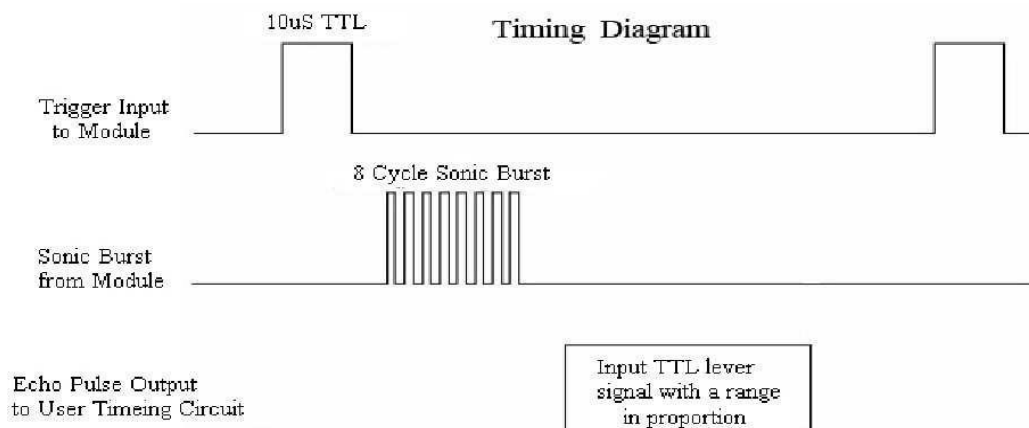 10uS TTL
Timing Diagram
Trigger Input
to Module
8 Cycle Sonic Burst
Sonic Burst
from Module
Echo Pulse Output
to User Timeing Circuit
Input TTL lever
signal with a range
in proportion